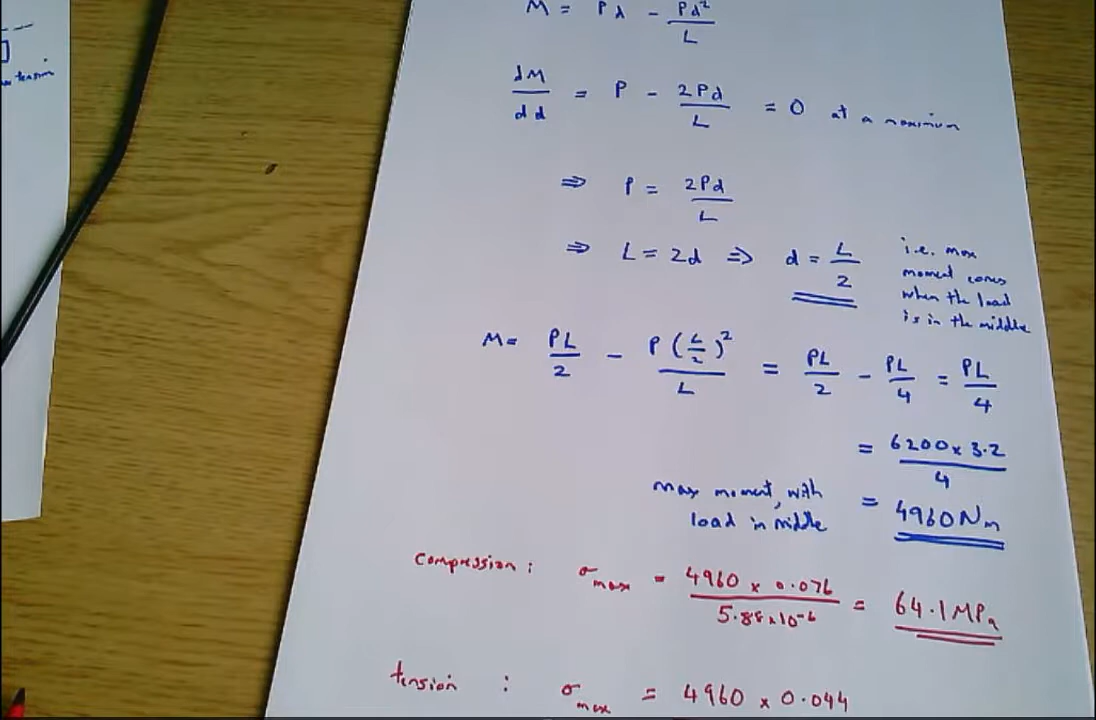 tension
M = Pd - Pd²/L
dM/dd = P - 2Pd/L = 0 at a maximum
⇒ P = 2Pd/L
⇒ L = 2d ⇒ d = L/2
i.e. max
moment comes
when the load
is in the middle
M = PL/2 - P(L/2)²/L = PL/2 - PL/4 = PL/4
= 6200 x 3.2/4
max moment, with
load in middle
= 4960Nm
Compression: σmax = 4960 x 0.076/5.88x10⁻⁶ = 64.1MPa
tension : σmax = 4960 x 0.044